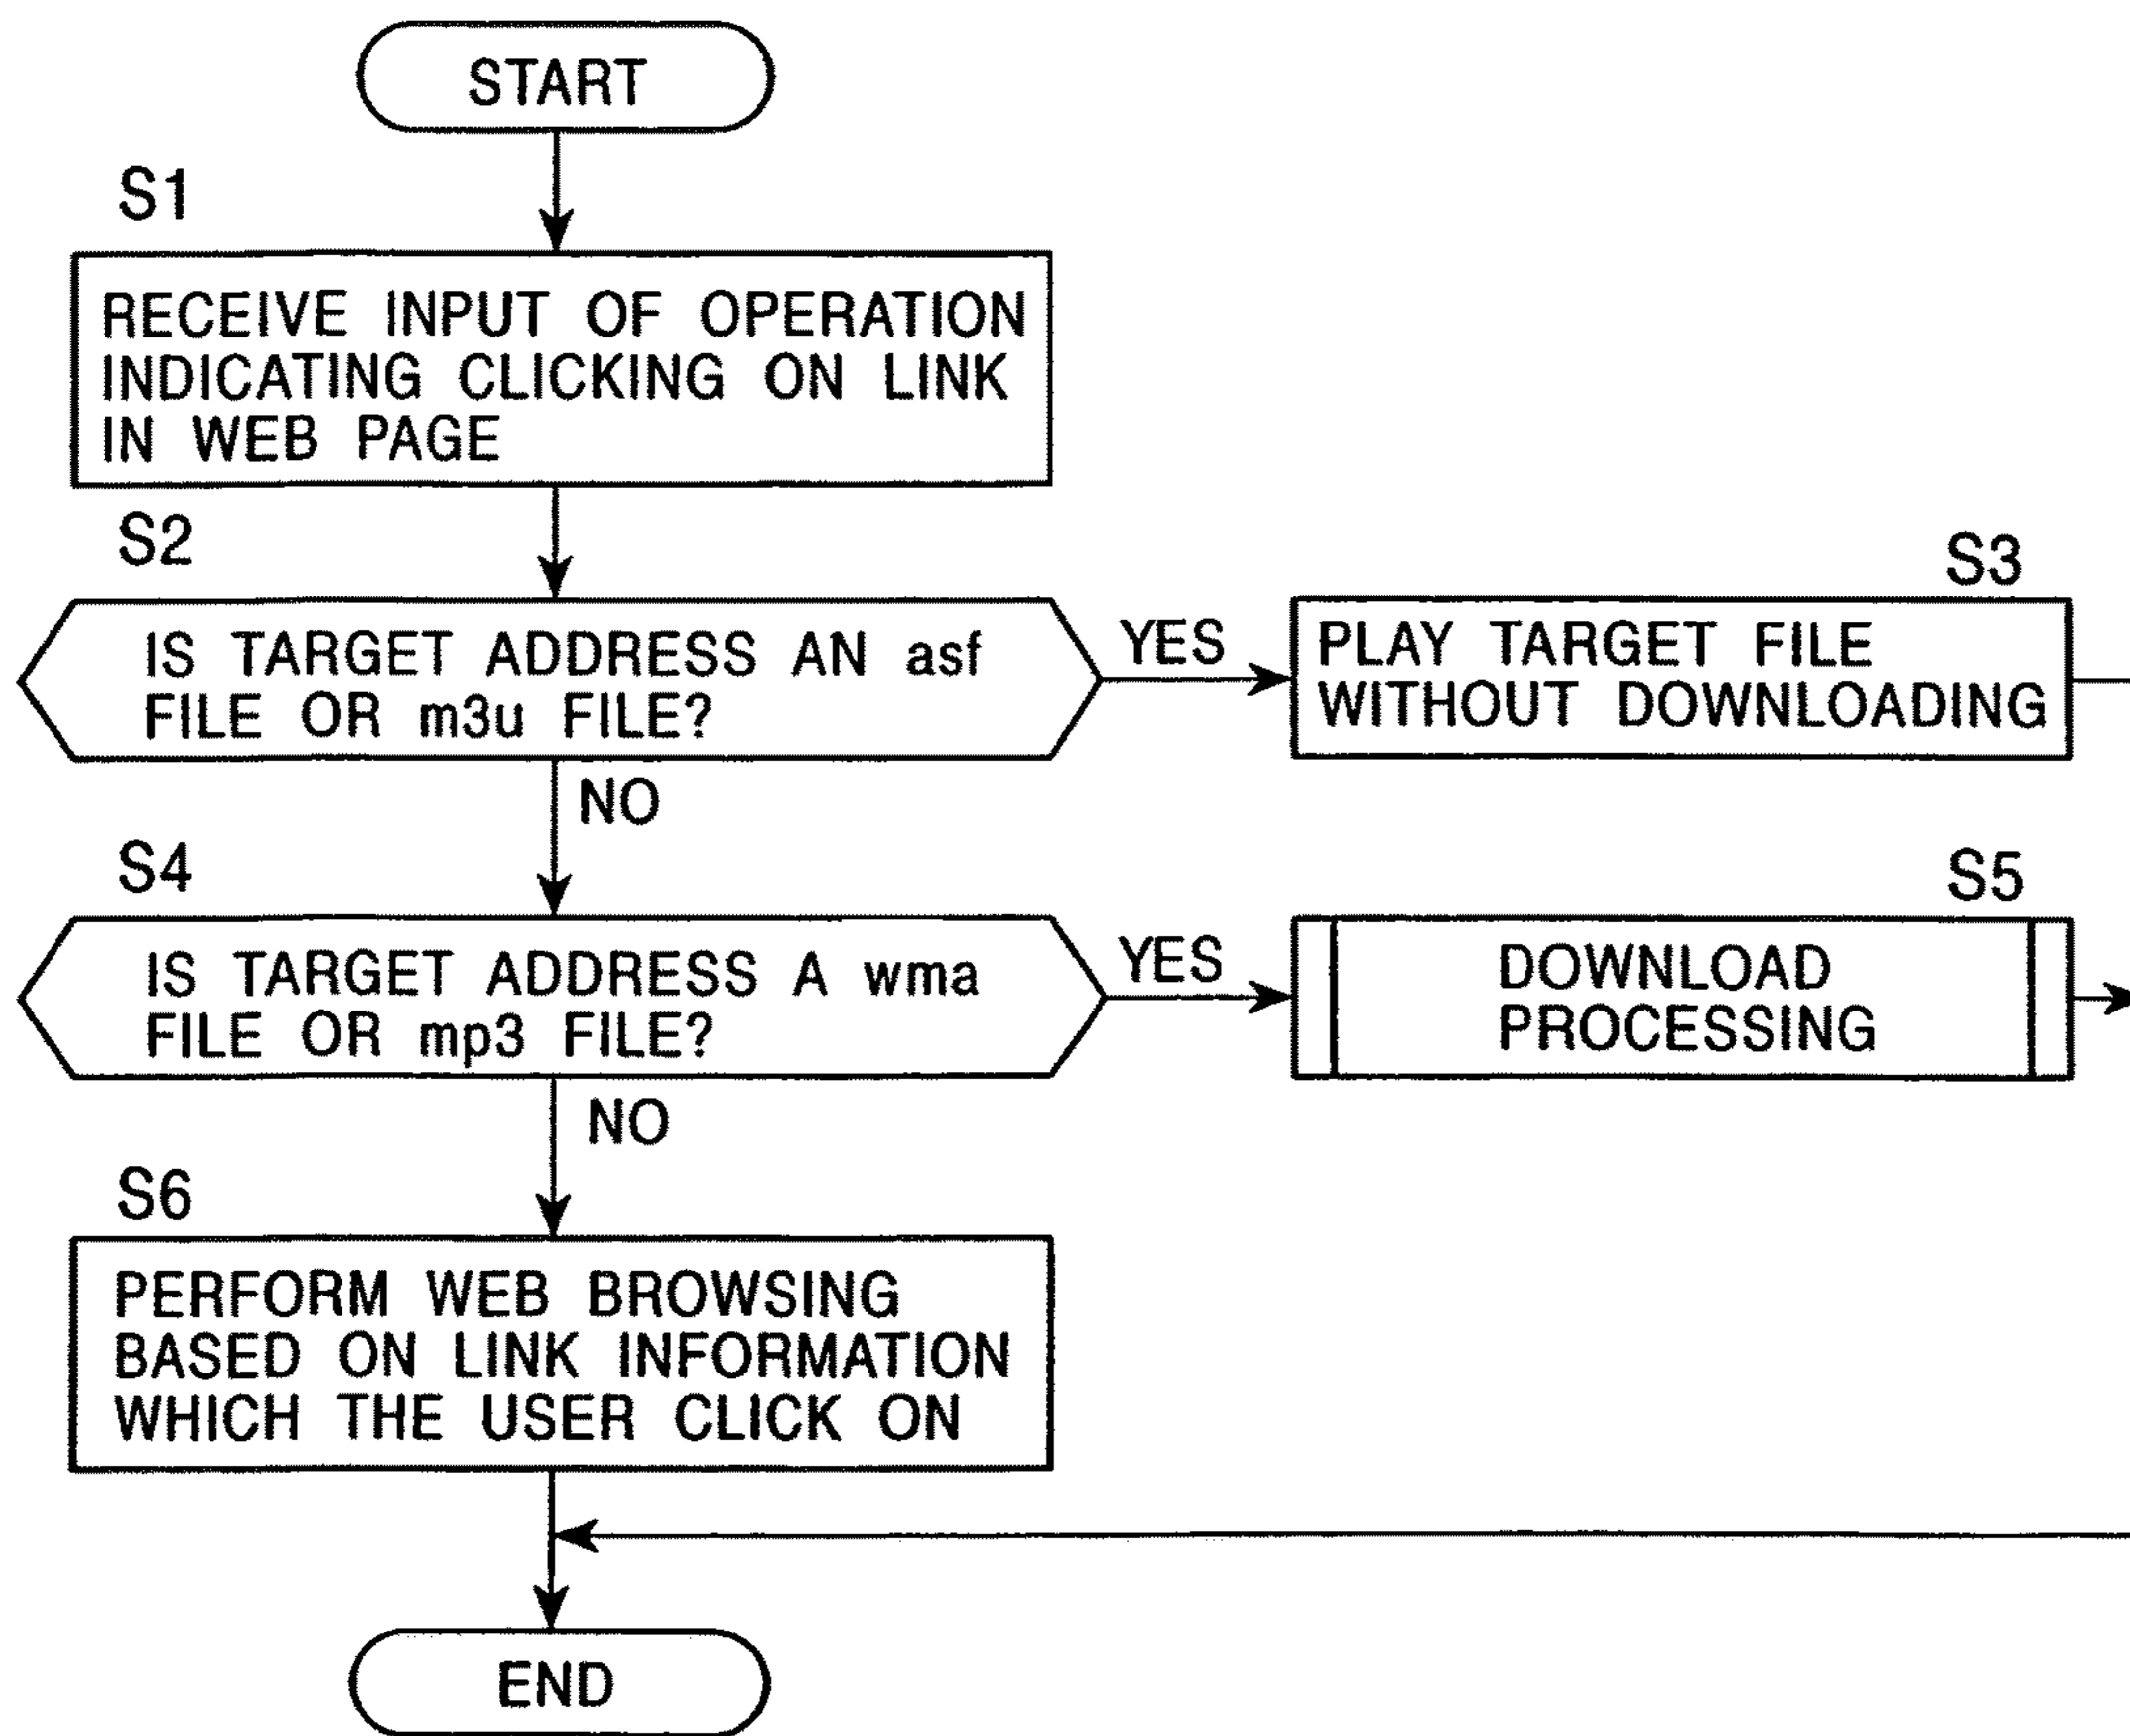 START
S1
RECEIVE INPUT OF OPERATION
INDICATING CLICKING ON LINK
IN WEB PAGE
S2
IS TARGET ADDRESS AN asf
FILE OR m3u FILE?
YES
S3
PLAY TARGET FILE
WITHOUT DOWNLOADING
NO
S4
IS TARGET ADDRESS A wma
FILE OR mp3 FILE?
YES
S5
DOWNLOAD
PROCESSING
NO
S6
PERFORM WEB BROWSING
BASED ON LINK INFORMATION
WHICH THE USER CLICK ON
END